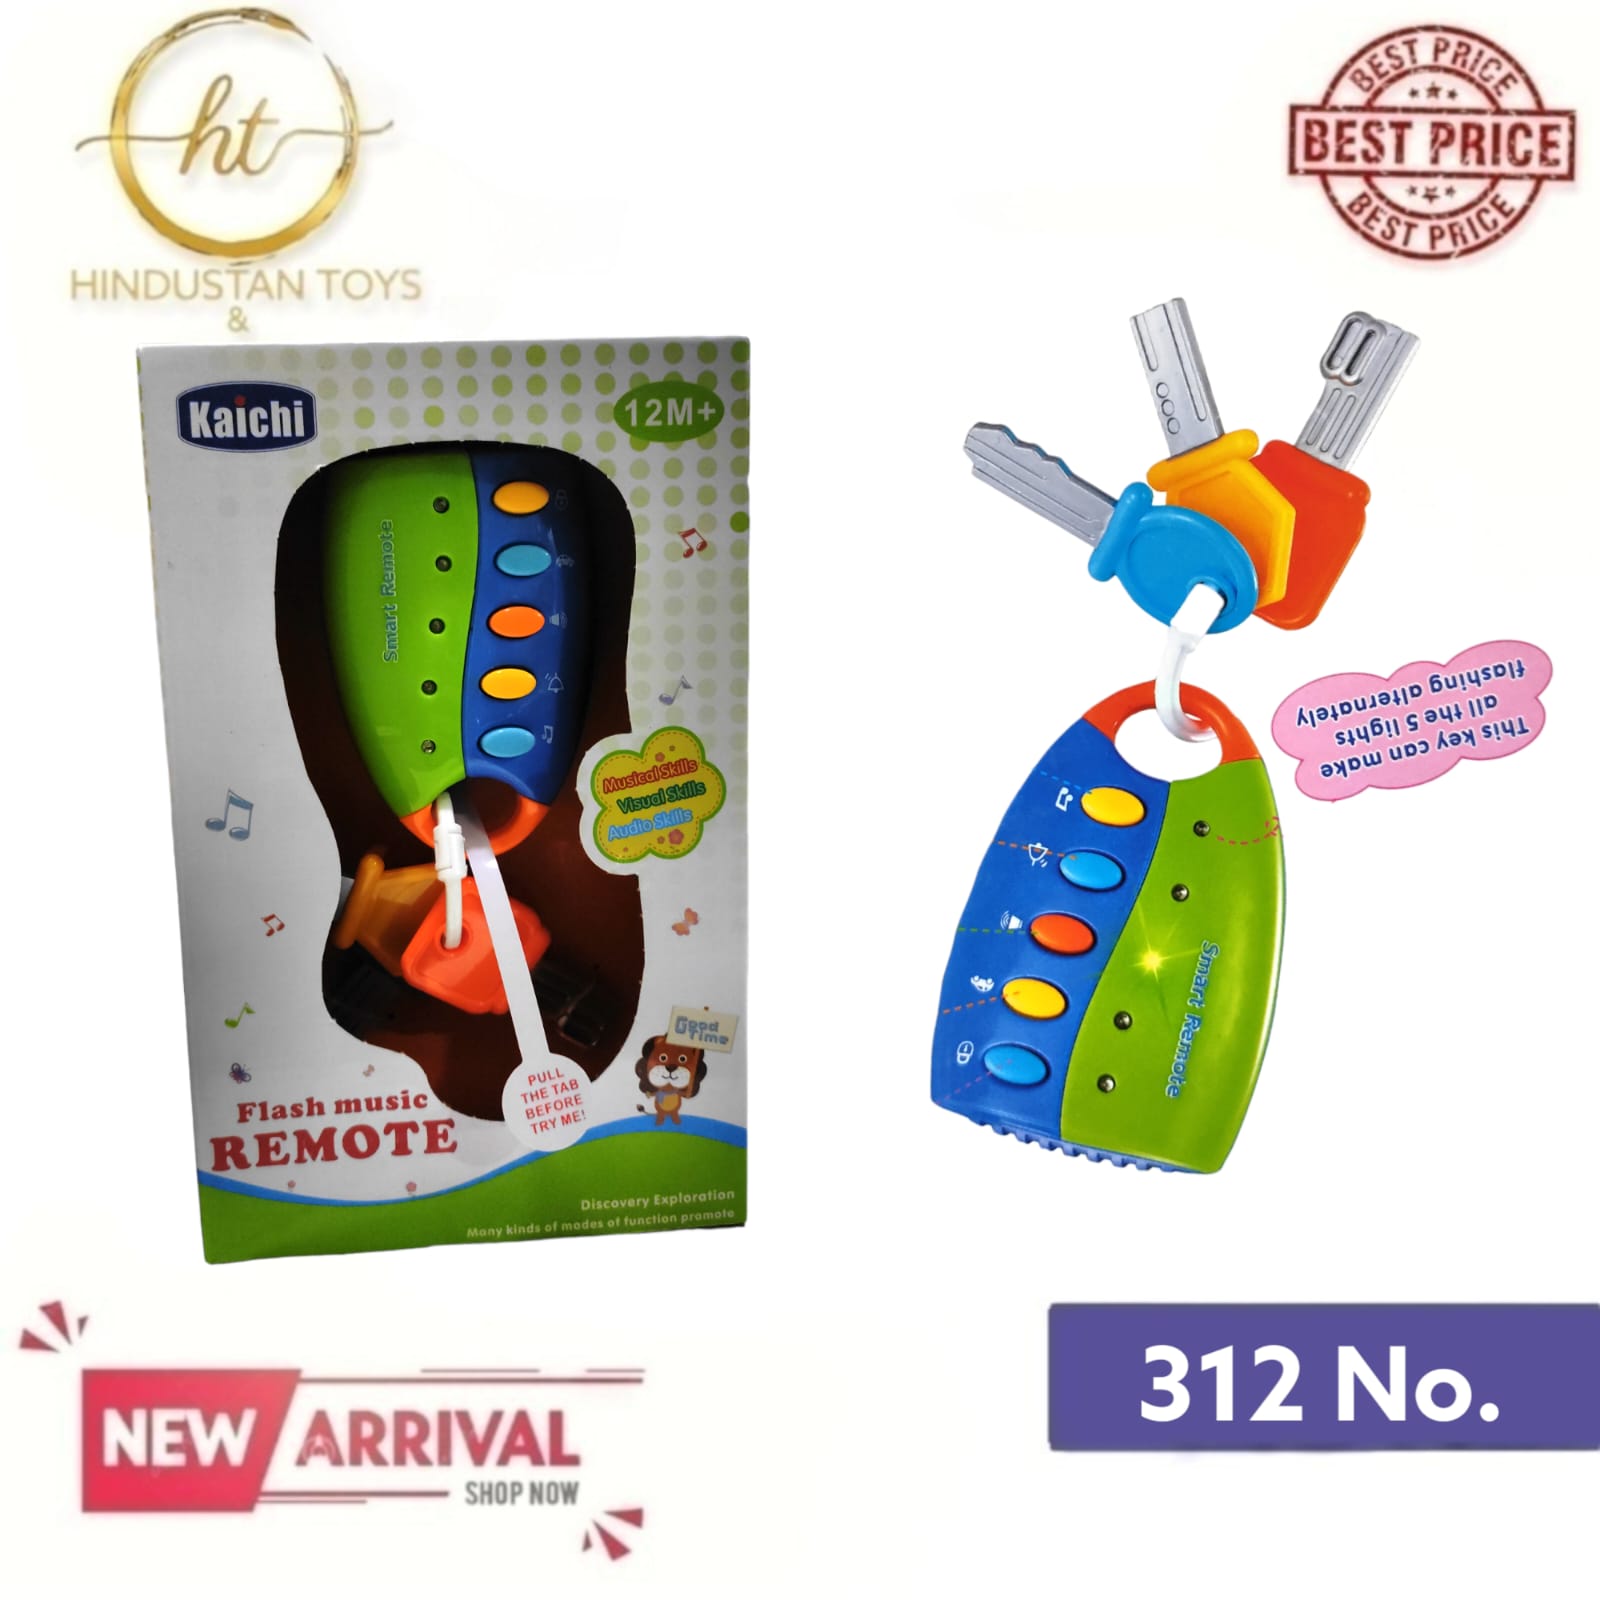 ht
HINDUSTAN TOYS
&
BEST PRICE
BEST PRICE
BEST PRICE
Kaichi
12M+
Smart Remote
Musical Skills
Visual Skills
Audio Skills
Good
Time
PULL
THE TAB
BEFORE
TRY ME!
Flash music
REMOTE
Discovery Exploration
Many kinds of modes of function promote
This key can make
all the 5 lights
flashing alternately
Smart Remote
NEW ARRIVAL
SHOP NOW
312 No.